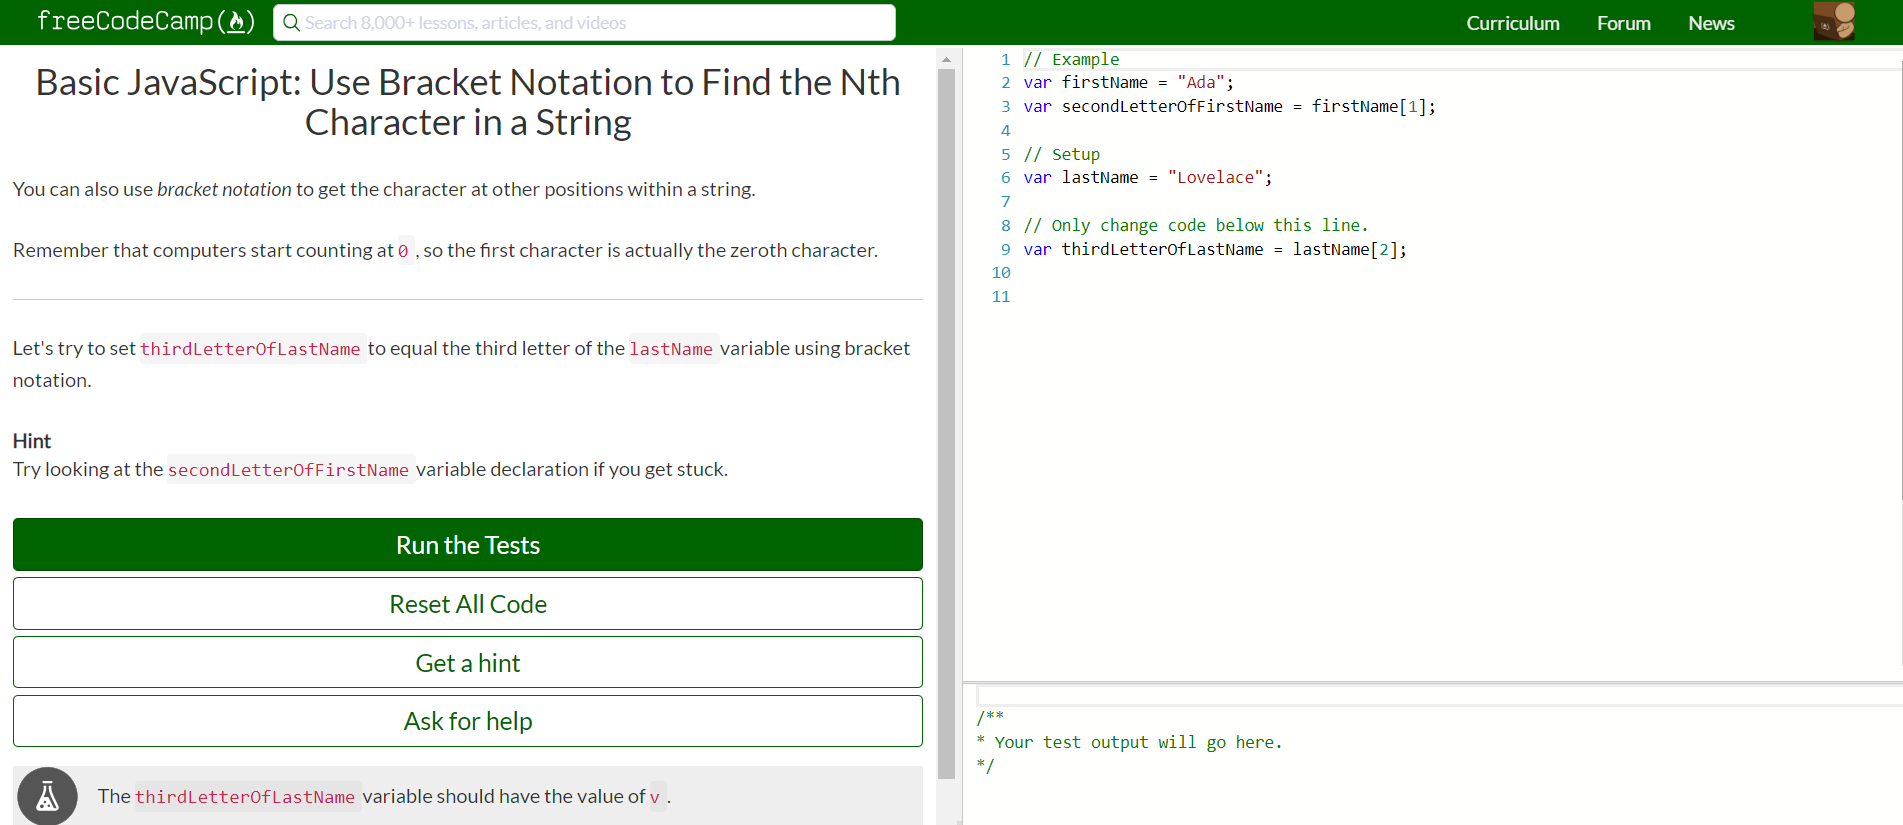 freeCodeCamp(🔥)
Search 8,000+ lessons, articles, and videos
Curriculum Forum News
Basic JavaScript: Use Bracket Notation to Find the Nth
Character in a String
You can also use bracket notation to get the character at other positions within a string.
Remember that computers start counting at 0 , so the first character is actually the zeroth character.
Let's try to set thirdLetterOfLastName to equal the third letter of the lastName variable using bracket
notation.
Hint
Try looking at the secondLetterOfFirstName variable declaration if you get stuck.
Run the Tests
Reset All Code
Get a hint
Ask for help
The thirdLetterOfLastName variable should have the value of v .
1 // Example
2 var firstName = "Ada";
3 var secondLetterOfFirstName = firstName[1];
4
5 // Setup
6 var lastName = "Lovelace";
7
8 // Only change code below this line.
9 var thirdLetterOfLastName = lastName[2];
10
11
/**
* Your test output will go here.
*/